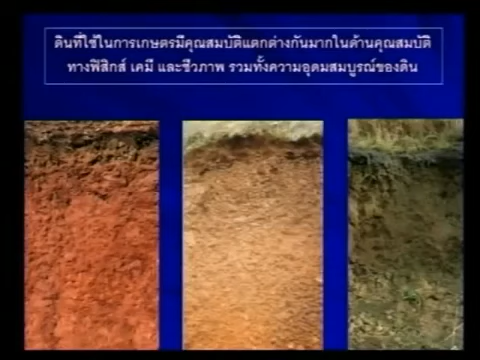 ดินที่ใช้ในการเกษตรมีคุณสมบัติแตกต่างกันมากในด้านคุณสมบัติ
ทางฟิสิกส์ เคมี และชีวภาพ รวมทั้งความอุดมสมบูรณ์ของดิน